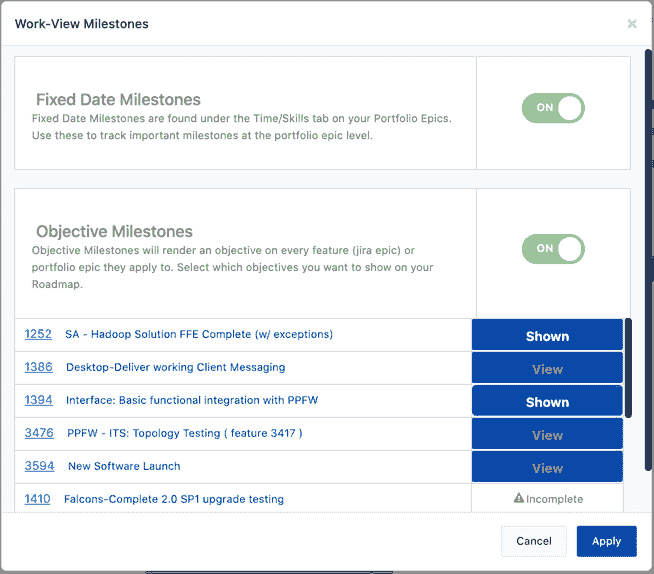 Work-View Milestones
×
Fixed Date Milestones
ON
Fixed Date Milestones are found under the Time/Skills tab on your Portfolio Epics.
Use these to track important milestones at the portfolio epic level.
Objective Milestones
ON
Objective Milestones will render an objective on every feature (jira epic) or
portfolio epic they apply to. Select which objectives you want to show on your
Roadmap.
1252 SA - Hadoop Solution FFE Complete (w/ exceptions) Shown
1386 Desktop-Deliver working Client Messaging View
1394 Interface: Basic functional integration with PPFW Shown
3476 PPFW - ITS: Topology Testing ( feature 3417 ) View
3594 New Software Launch View
1410 Falcons-Complete 2.0 SP1 upgrade testing Incomplete
Cancel Apply